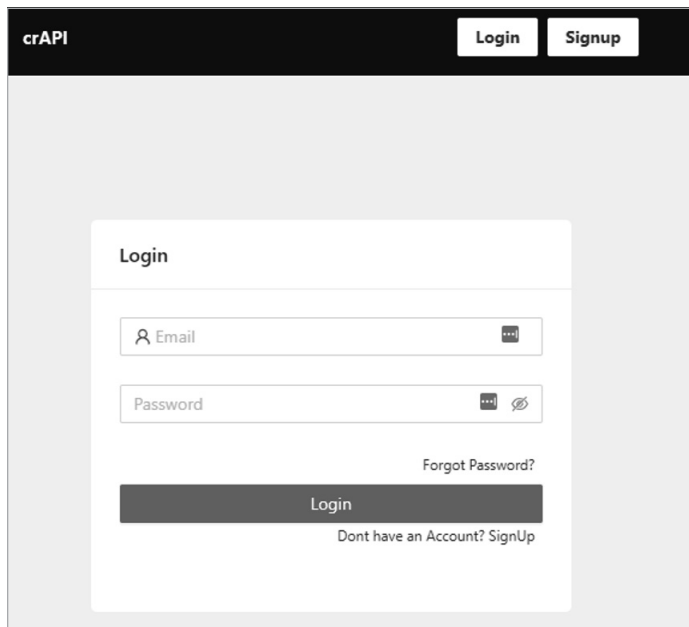 crAPI Login Signup
Login
Email
Password
Forgot Password?
Login
Dont have an Account? SignUp